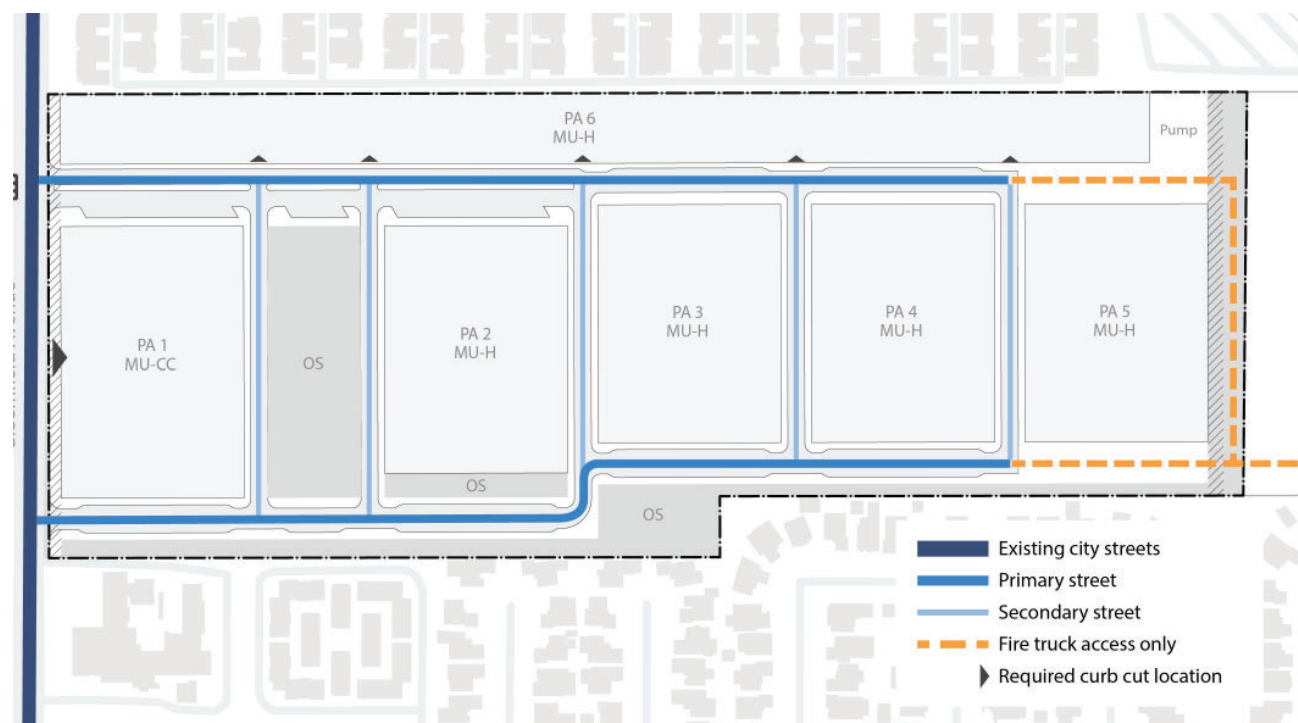 PA 6
MU-H
Pump
PA 1
MU-CC
OS
PA 2
MU-H
PA 3
MU-H
PA 4
MU-H
PA 5
MU-H
OS
OS
Existing city streets
Primary street
Secondary street
Fire truck access only
Required curb cut location